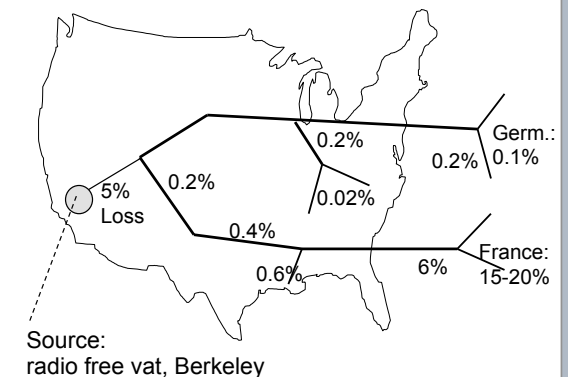 0.2%
Germ.:
0.2%
0.1%
5%
Loss
0.2%
0.02%
0.4%
0.6%
6%
France:
15-20%
Source:
radio free vat, Berkeley